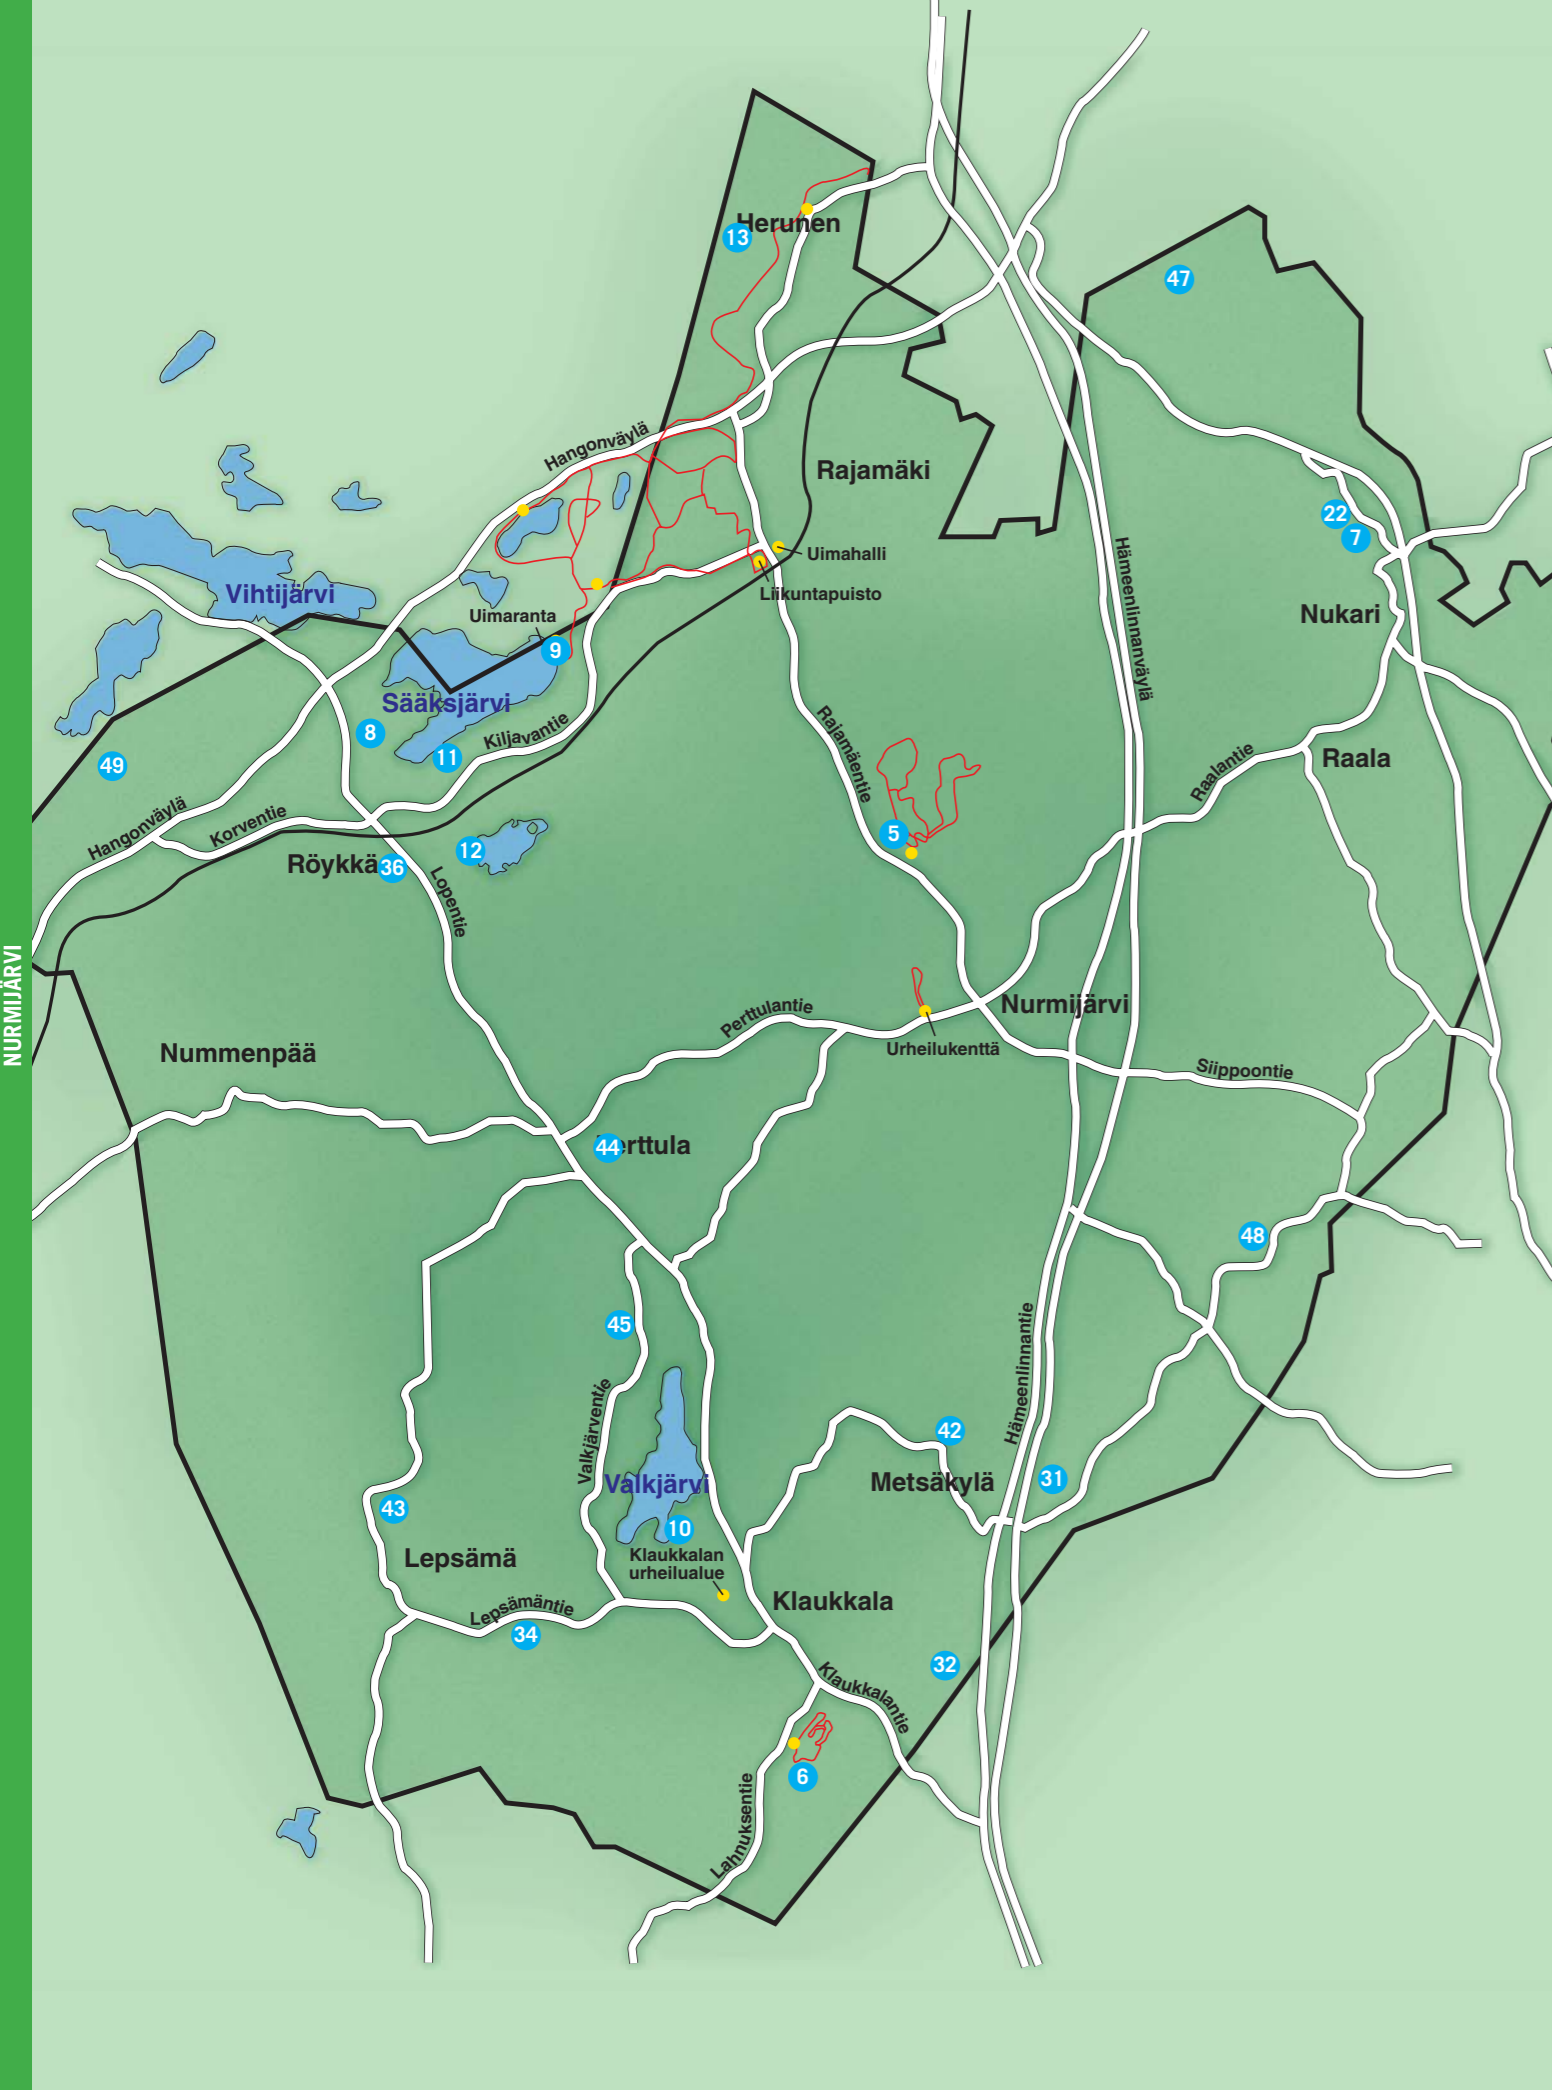 NURMIJÄRVI
Herunen
13
47
Hangonväylä
Rajamäki
22
7
Hämeenlinnanväylä
Uimahalli
Liikuntapuisto
Vihtijärvi
Uimaranta
Nukari
9
Sääksjärvi
8
11
Kiljavantie
49
Rajamäentie
Raala
Raalantie
Hangonväylä
Korventie
5
12
Röykkä
36
Lopentie
Perttulantie
Nurmijärvi
Urheilukenttä
Nummenpää
Siippoontie
44
rttula
48
45
Hämeenlinnantie
Valkjärventie
42
Metsäkylä
31
Valkjärvi
43
10
Lepsämä
Klaukkalan
urheilualue
Klaukkala
Lepsämäntie
34
32
Klaukkalantie
6
Lahnuksentie